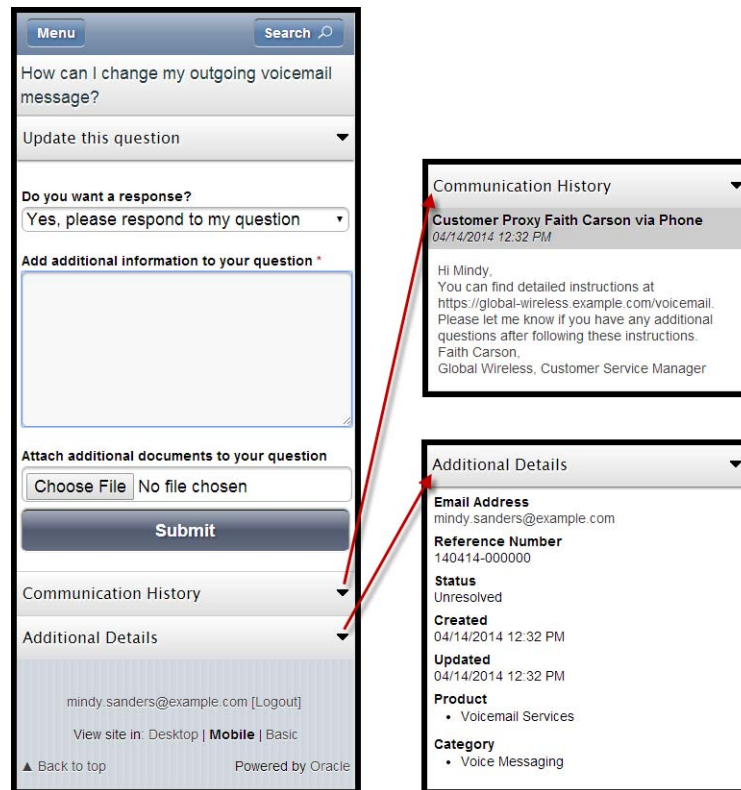 Menu
Search
How can I change my outgoing voicemail
message?
Update this question
Do you want a response?
Yes, please respond to my question
Add additional information to your question *
Attach additional documents to your question
Choose File No file chosen
Submit
Communication History
Additional Details
mindy.sanders@example.com [Logout]
View site in: Desktop | Mobile | Basic
▲ Back to top
Powered by Oracle
Communication History
Customer Proxy Faith Carson via Phone
04/14/2014 12:32 PM
Hi Mindy,
You can find detailed instructions at
https://global-wireless.example.com/voicemail.
Please let me know if you have any additional
questions after following these instructions.
Faith Carson,
Global Wireless, Customer Service Manager
Additional Details
Email Address
mindy.sanders@example.com
Reference Number
140414-000000
Status
Unresolved
Created
04/14/2014 12:32 PM
Updated
04/14/2014 12:32 PM
Product
• Voicemail Services
Category
• Voice Messaging